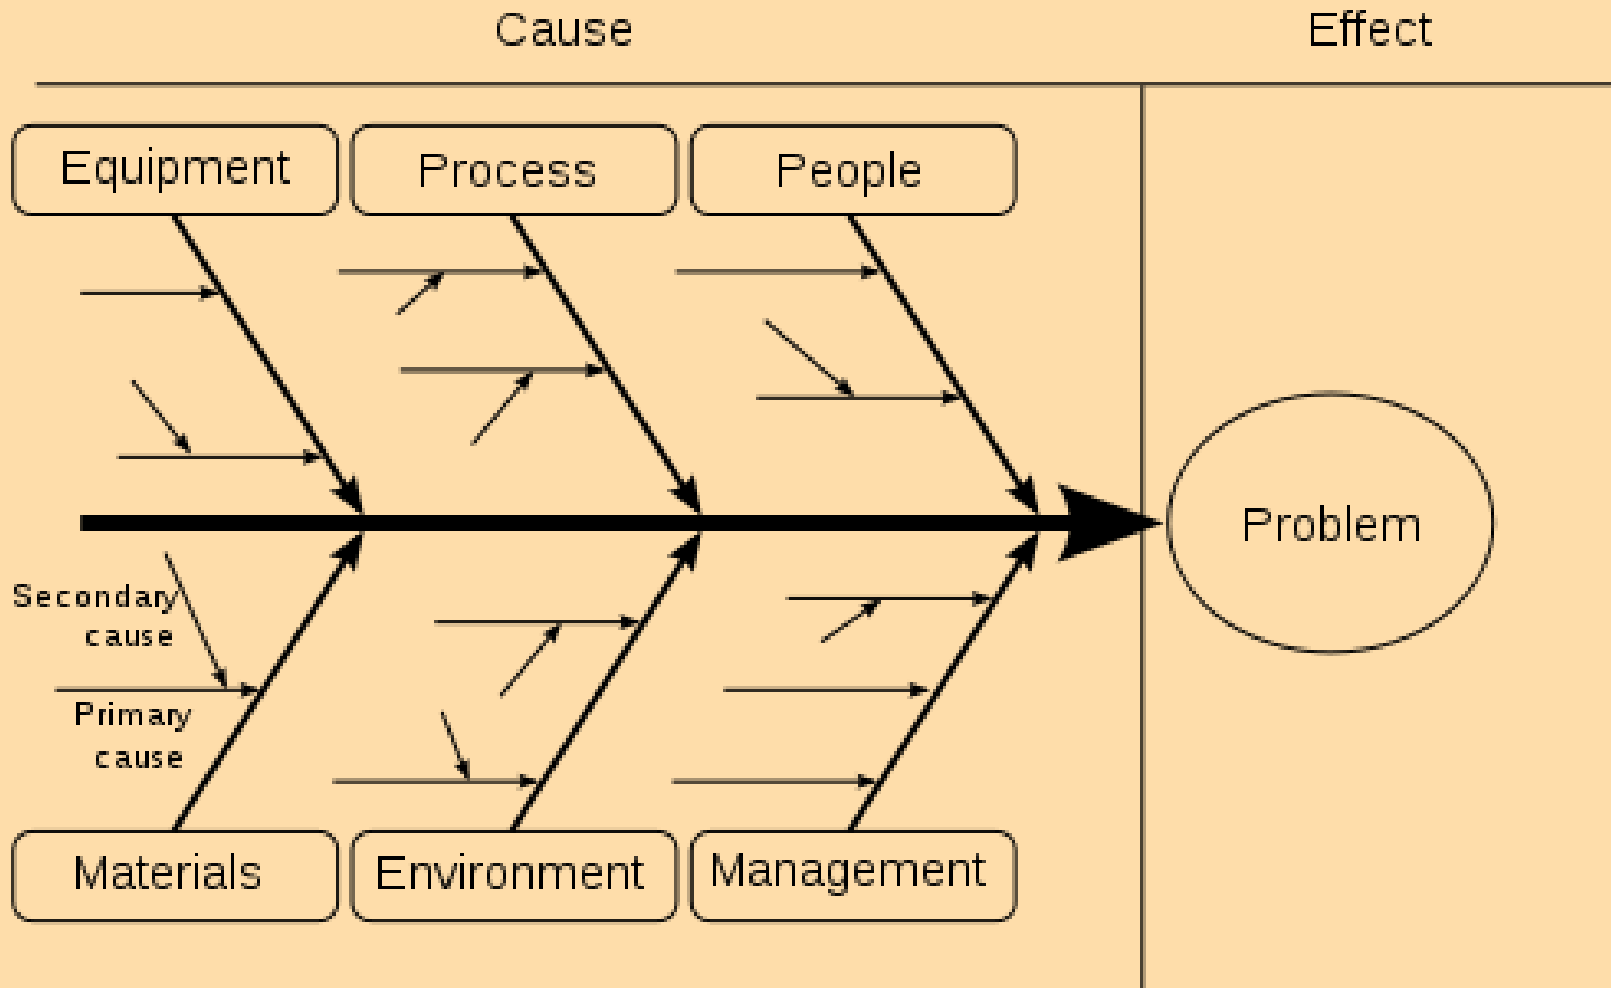 Cause
Effect
Equipment
Process
People
Problem
Secondary
cause
Primary
cause
Materials
Environment
Management